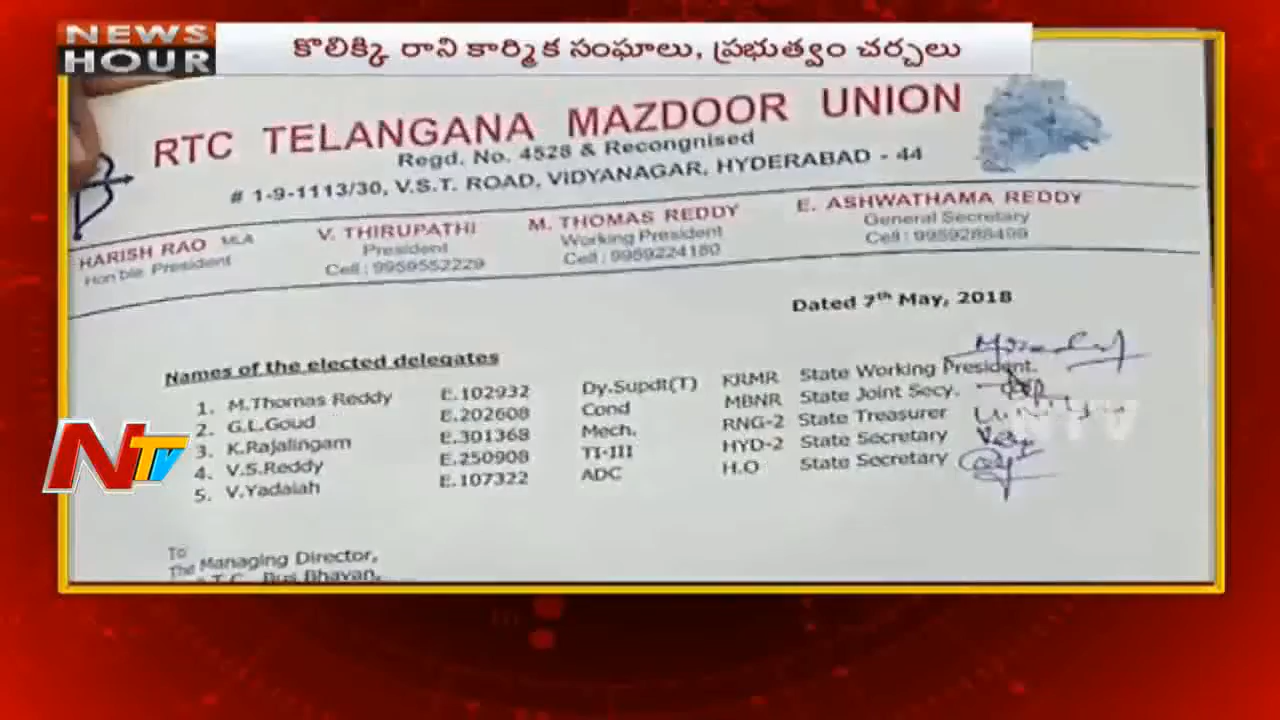 NEWS
HOUR
కొలిక్కి రాని కార్మిక సంఘాలు, ప్రభుత్వం చర్చలు
RTC TELANGANA MAZDOOR UNION
Regd. No. 4528 & Recongnised
# 1-9-1113/30, V.S.T. ROAD, VIDYANAGAR, HYDERABAD - 44
HARISH RAO MLA
Hon'ble President
V. THIRUPATHI
President
Cell : 9959552229
M. THOMAS REDDY
Working President
Cell : 9959224180
E. ASHWATHAMA REDDY
General Secretary
Cell : 9959288499
Dated 7th May, 2018
Names of the elected delegates
1. M.Thomas Reddy E.102932 Dy.Supdt(T) KRMR State Working President.
2. G.L.Goud E.202608 Cond MBNR State Joint Secy.
3. K.Rajalingam E.301368 Mech. RNG-2 State Treasurer
4. V.S.Reddy E.250908 TI-III HYD-2 State Secretary
5. V.Yadaiah E.107322 ADC H.O State Secretary
NTV
NTV
To
The Managing Director,
Bus Bhavan,